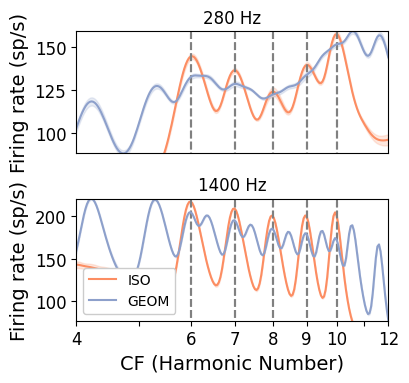 280 Hz
Firing rate (sp/s)
150
125
100
1400 Hz
Firing rate (sp/s)
200
150
100
ISO
GEOM
4 6 7 8 9 10 12
CF (Harmonic Number)